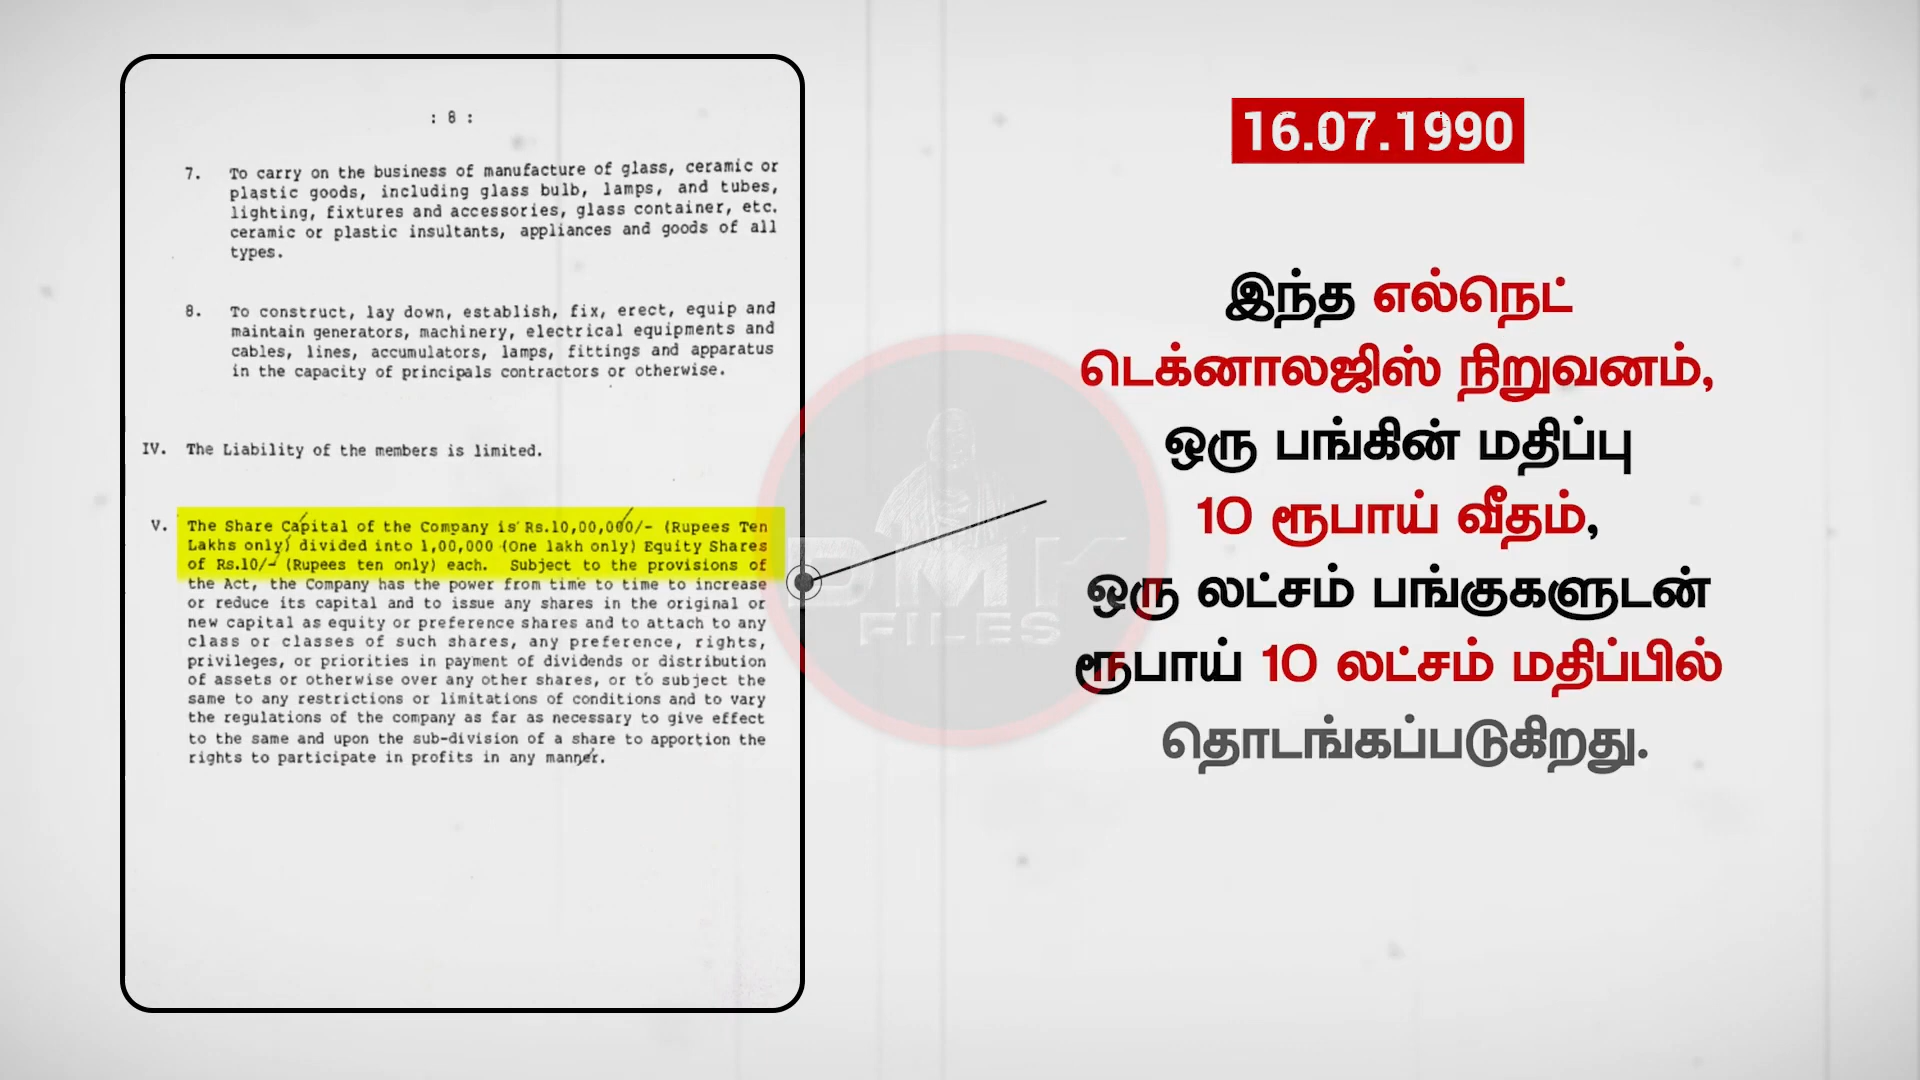 : 8 :
7. To carry on the business of manufacture of glass, ceramic or
plastic goods, including glass bulb, lamps, and tubes,
lighting, fixtures and accessories, glass container, etc.
ceramic or plastic insultants, appliances and goods of all
types.
8. To construct, lay down, establish, fix, erect, equip and
maintain generators, machinery, electrical equipments and
cables, lines, accumulators, lamps, fittings and apparatus
in the capacity of principals contractors or otherwise.
IV. The Liability of the members is limited.
V. The Share Capital of the Company is Rs.10,00,000/- (Rupees Ten
Lakhs only) divided into 1,00,000 (One lakh only) Equity Shares
of Rs.10/- (Rupees ten only) each. Subject to the provisions of
the Act, the Company has the power from time to time to increase
or reduce its capital and to issue any shares in the original or
new capital as equity or preference shares and to attach to any
class or classes of such shares, any preference, rights,
privileges, or priorities in payment of dividends or distribution
of assets or otherwise over any other shares, or to subject the
same to any restrictions or limitations of conditions and to vary
the regulations of the company as far as necessary to give effect
to the same and upon the sub-division of a share to apportion the
rights to participate in profits in any manner.
16.07.1990
இந்த எல்நெட்
டெக்னாலஜிஸ் நிறுவனம்,
ஒரு பங்கின் மதிப்பு
10 ரூபாய் வீதம்,
ஒரு லட்சம் பங்குகளுடன்
ரூபாய் 10 லட்சம் மதிப்பில்
தொடங்கப்படுகிறது.
DMK
FILES